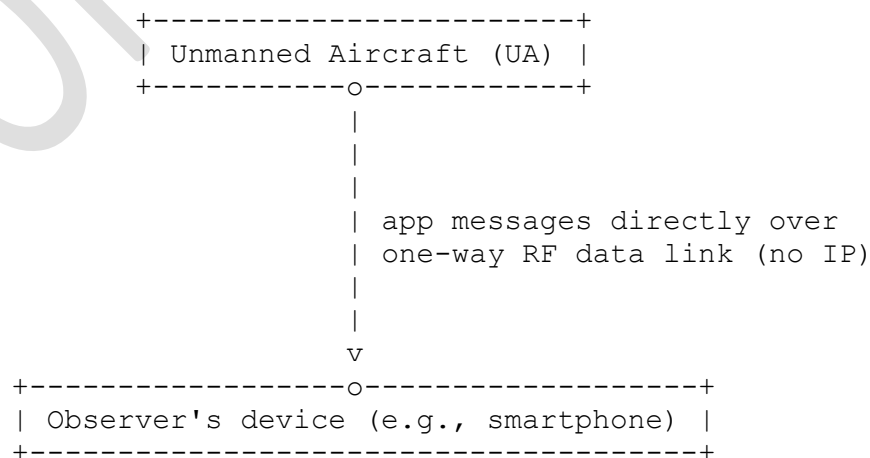 +-------------------------+
| Unmanned Aircraft (UA) |
+-----------o------------+
|
|
|
| app messages directly over
| one-way RF data link (no IP)
|
|
v
+------------------o-------------------+
| Observer's device (e.g., smartphone) |
+--------------------------------------+